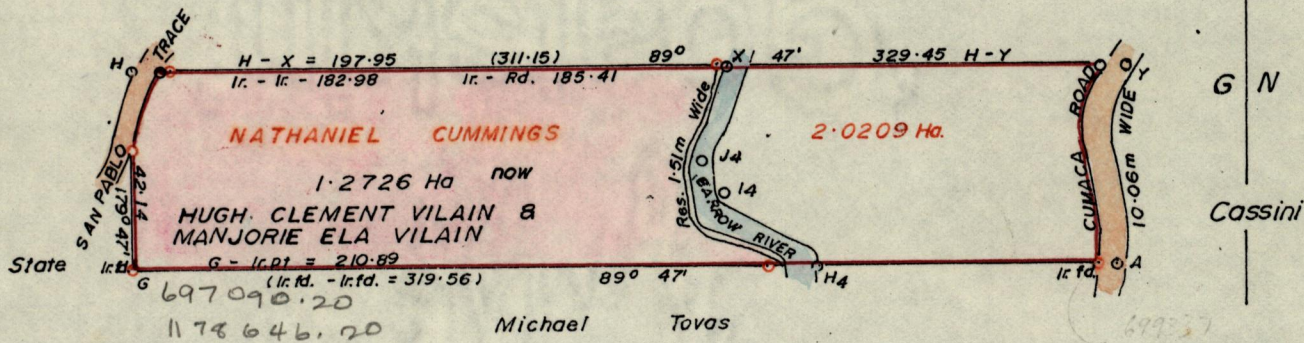 H SAN PABLO TRACE
H - X = 197.95 (311.15) 89° X 47' 329.45 H-Y
Ir. - Ir. - 182.98 Ir. - Rd. 185.41
Y
G N
NATHANIEL CUMMINGS
2.0209 Ha.
Res. 1.51m Wide
J4
I4
BARROW RIVER
CUMACA ROAD
10.06m WIDE
1.2726 Ha now
42.14
179° 47'
HUGH CLEMENT VILAIN &
MANJORIE ELA VILAIN
Cassini
State Ir.fd. G - Ir.pt = 210.89
G (Ir.fd. - Ir.fd. = 319.56) 89° 47' H4 Ir fd. A
697090.20
1178646.20
Michael Tovas